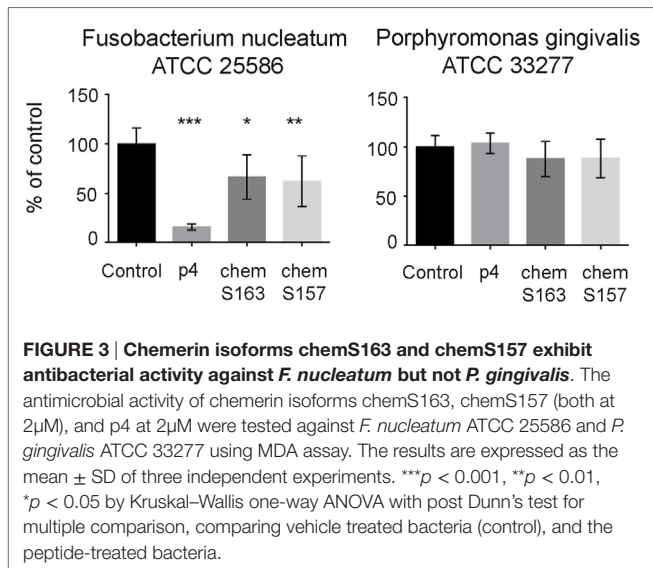 Fusobacterium nucleatum
ATCC 25586
Porphyromonas gingivalis
ATCC 33277
% of control
150
100
50
0
*** * **
Control p4 chem S163 chem S157
150
100
50
0
Control p4 chem S163 chem S157
FIGURE 3 | Chemerin isoforms chemS163 and chemS157 exhibit
antibacterial activity against F. nucleatum but not P. gingivalis. The
antimicrobial activity of chemerin isoforms chemS163, chemS157 (both at
2μM), and p4 at 2μM were tested against F. nucleatum ATCC 25586 and P.
gingivalis ATCC 33277 using MDA assay. The results are expressed as the
mean ± SD of three independent experiments. ***p < 0.001, **p < 0.01,
*p < 0.05 by Kruskal–Wallis one-way ANOVA with post Dunn's test for
multiple comparison, comparing vehicle treated bacteria (control), and the
peptide-treated bacteria.